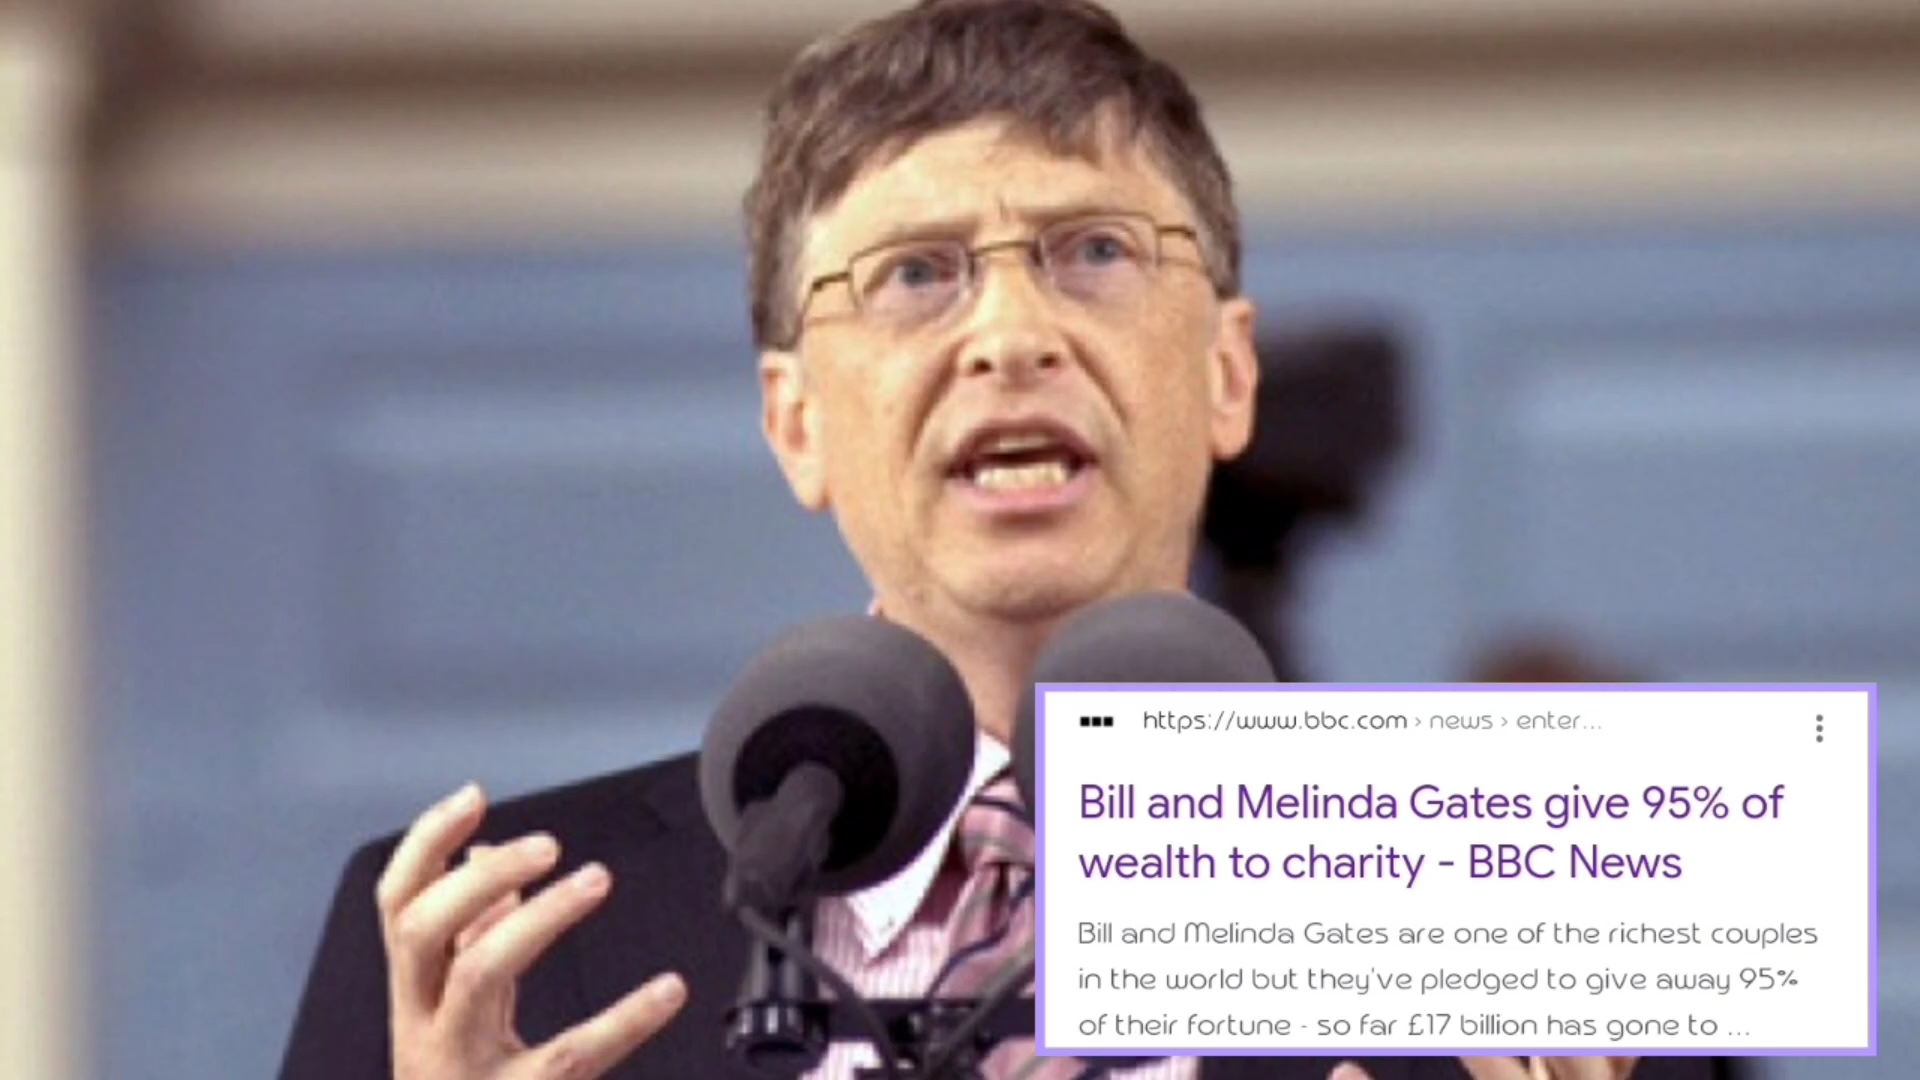 https://www.bbc.com › news › enter...
Bill and Melinda Gates give 95% of
wealth to charity - BBC News
Bill and Melinda Gates are one of the richest couples
in the world but they've pledged to give away 95%
of their fortune - so far £17 billion has gone to ...